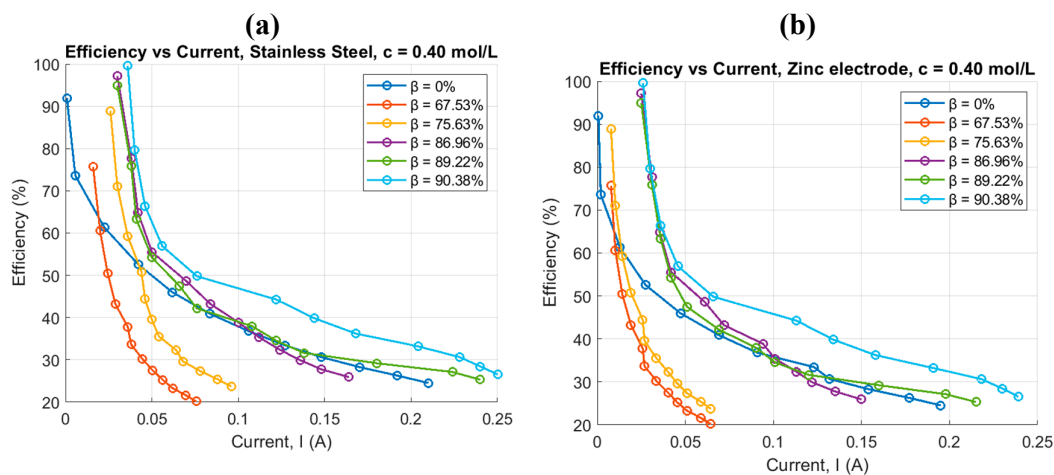 (a)
Efficiency vs Current, Stainless Steel, c = 0.40 mol/L
Efficiency (%)
100
90
80
70
60
50
40
30
20
0
0.05
0.1
0.15
0.2
0.25
Current, I (A)
β = 0%
β = 67.53%
β = 75.63%
β = 86.96%
β = 89.22%
β = 90.38%
(b)
Efficiency vs Current, Zinc electrode, c = 0.40 mol/L
Efficiency (%)
100
90
80
70
60
50
40
30
20
0
0.05
0.1
0.15
0.2
0.25
Current, I (A)
β = 0%
β = 67.53%
β = 75.63%
β = 86.96%
β = 89.22%
β = 90.38%